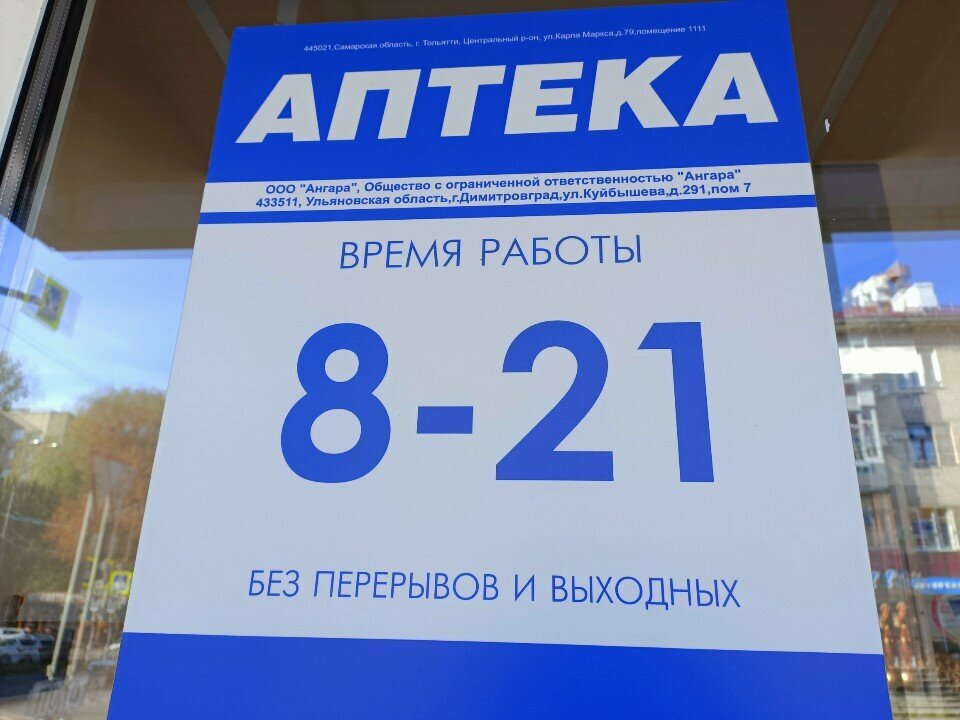 445021,Самарская область, г. Тольятти, Центральный р-он, ул.Карла Маркса,д.79,помещение 1111
АПТЕКА
ООО "Ангара", Общество с ограниченной ответственностью "Ангара"
433511, Ульяновская область,г.Димитровград,ул.Куйбышева,д.291,пом 7
ВРЕМЯ РАБОТЫ
8-21
БЕЗ ПЕРЕРЫВОВ И ВЫХОДНЫХ